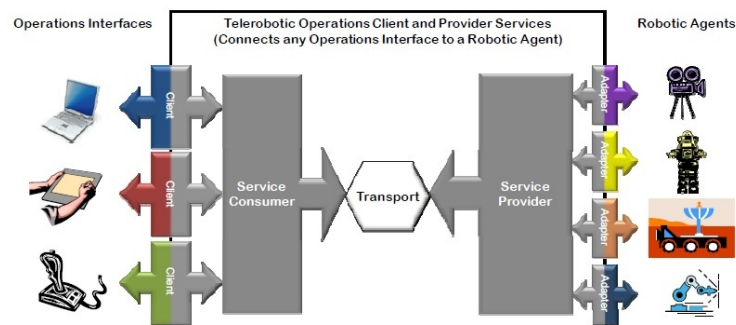 Operations Interfaces
Telerobotic Operations Client and Provider Services
(Connects any Operations Interface to a Robotic Agent)
Robotic Agents
Client
Client
Client
Service
Consumer
Transport
Service
Provider
Adapter
Adapter
Adapter
Adapter